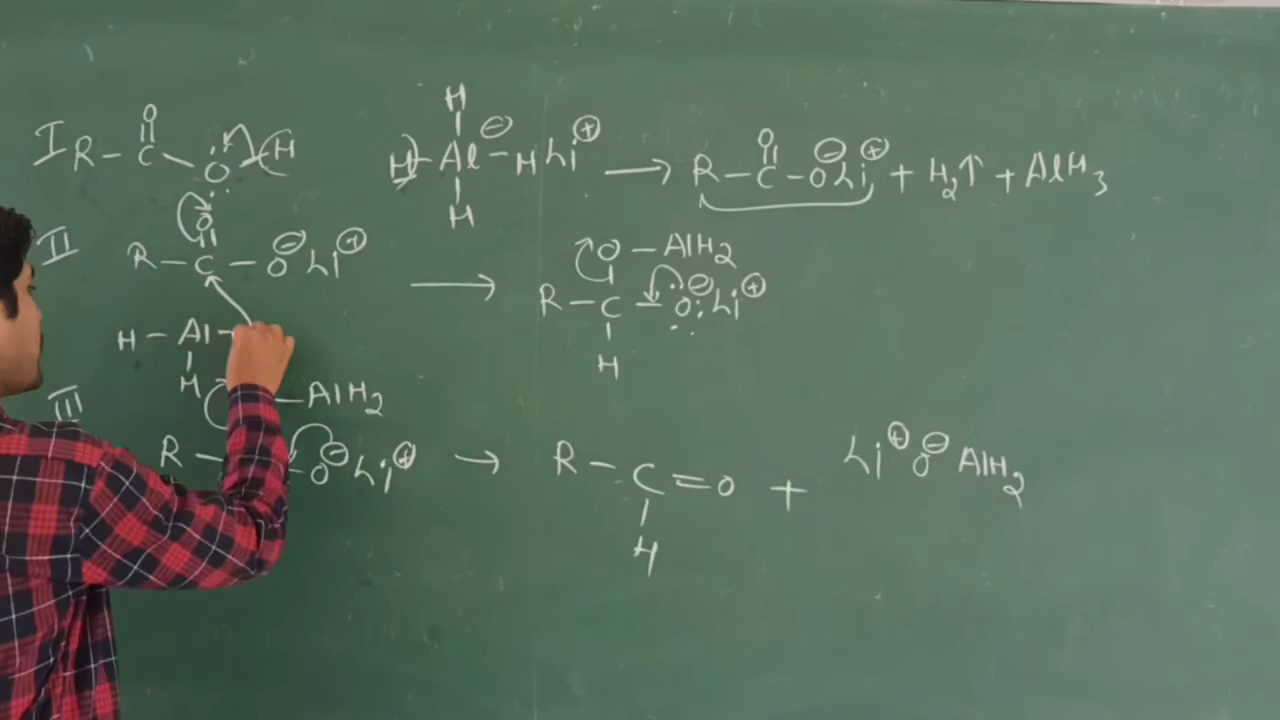 O O
I R - C - O - H H - Al⊖ - H Li⊕ → R - C - O⊖ Li⊕ + H₂↑ + AlH₃
H
H
O O - AlH₂
II R - C - O⊖ Li⊕ → R - C - O⊖ Li⊕
H
H - Al -
H
- AlH₂
III R - O⊖ Li⊕ → R - C = O + Li⊕ O⊖ AlH₂
H